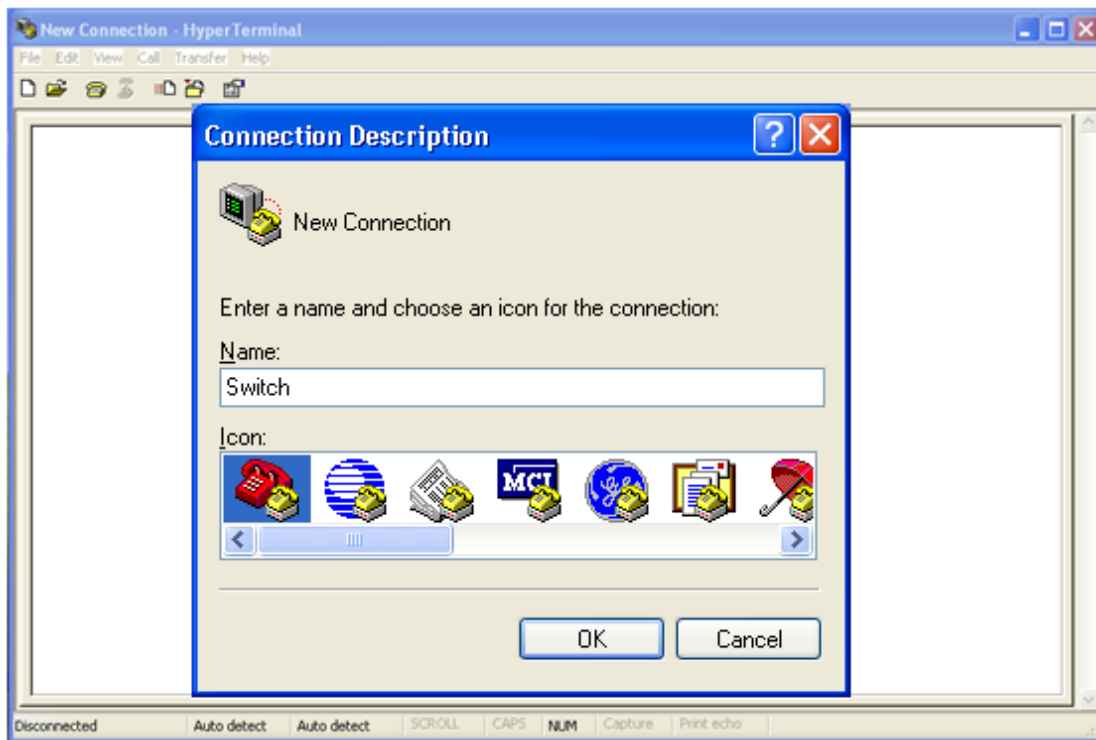 New Connection - HyperTerminal
File Edit View Call Transfer Help
Connection Description
New Connection
Enter a name and choose an icon for the connection:
Name:
Switch
Icon:
MCI
OK Cancel
Disconnected Auto detect Auto detect SCROLL CAPS NUM Capture Print echo